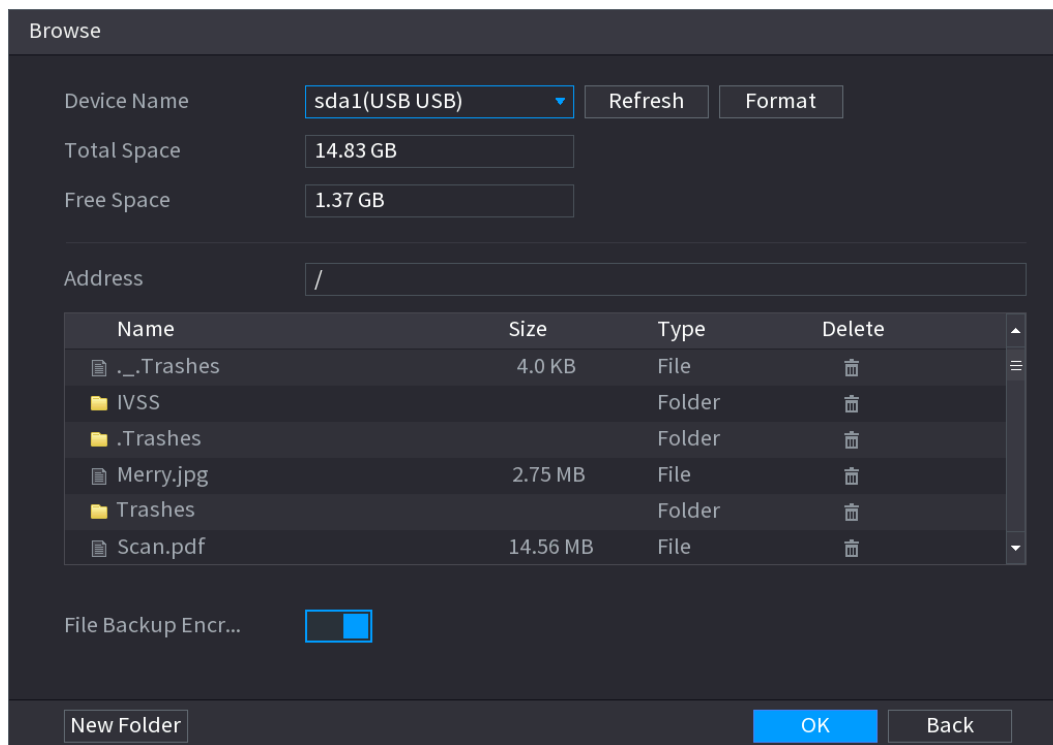 Browse
Device Name sda1(USB USB) Refresh Format
Total Space 14.83 GB
Free Space 1.37 GB
Address /
Name Size Type Delete
._.Trashes 4.0 KB File
IVSS Folder
.Trashes Folder
Merry.jpg 2.75 MB File
Trashes Folder
Scan.pdf 14.56 MB File
File Backup Encr...
New Folder OK Back